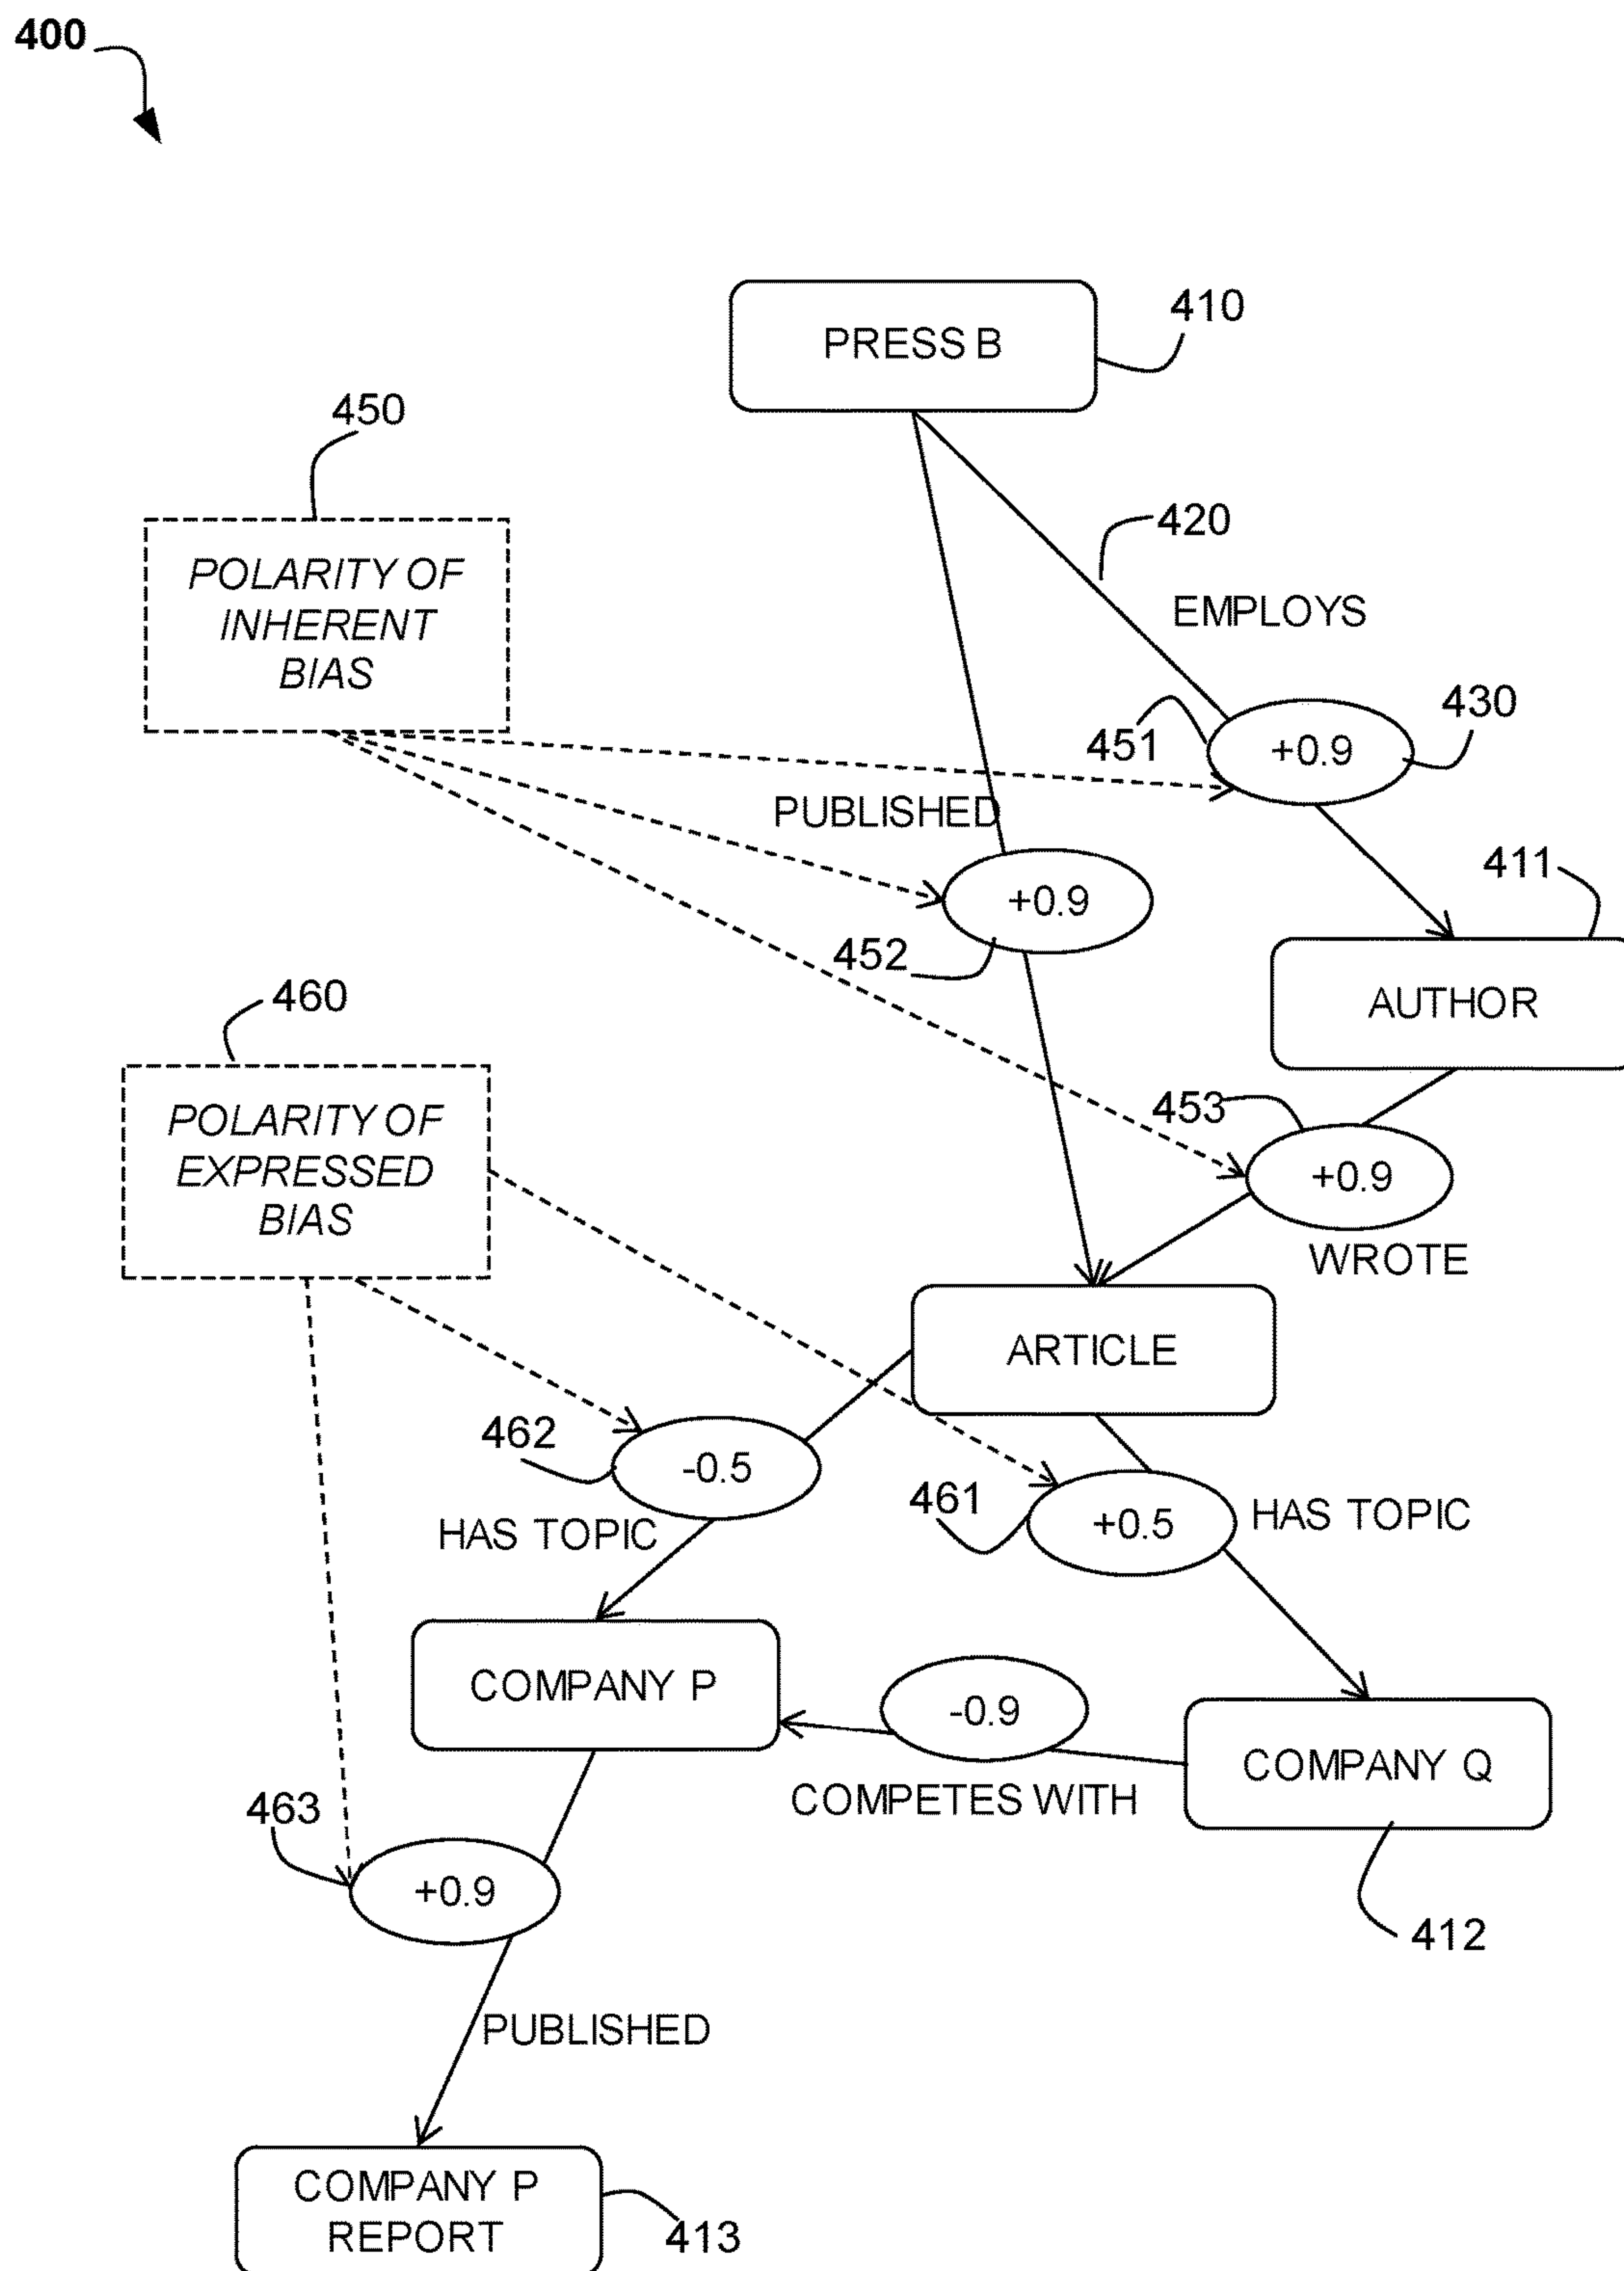 400
PRESS B
410
450
POLARITY OF
INHERENT
BIAS
420
EMPLOYS
451
+0.9
430
PUBLISHED
+0.9
452
411
AUTHOR
460
POLARITY OF
EXPRESSED
BIAS
453
+0.9
WROTE
ARTICLE
462
-0.5
HAS TOPIC
461
+0.5
HAS TOPIC
COMPANY P
-0.9
COMPETES WITH
COMPANY Q
412
463
+0.9
PUBLISHED
COMPANY P
REPORT
413